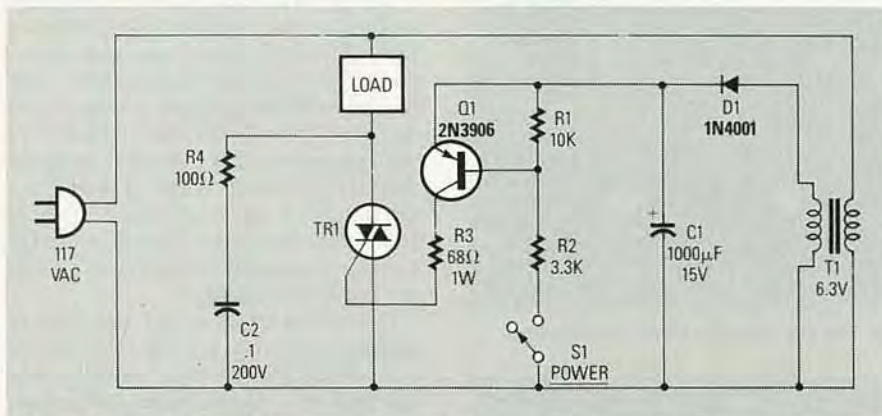 LOAD
Q1
2N3906
R1
10K
D1
1N4001
R4
100Ω
TR1
R3
68Ω
1W
R2
3.3K
+
C1
1000μF
15V
T1
6.3V
117
VAC
C2
.1
200V
S1
POWER